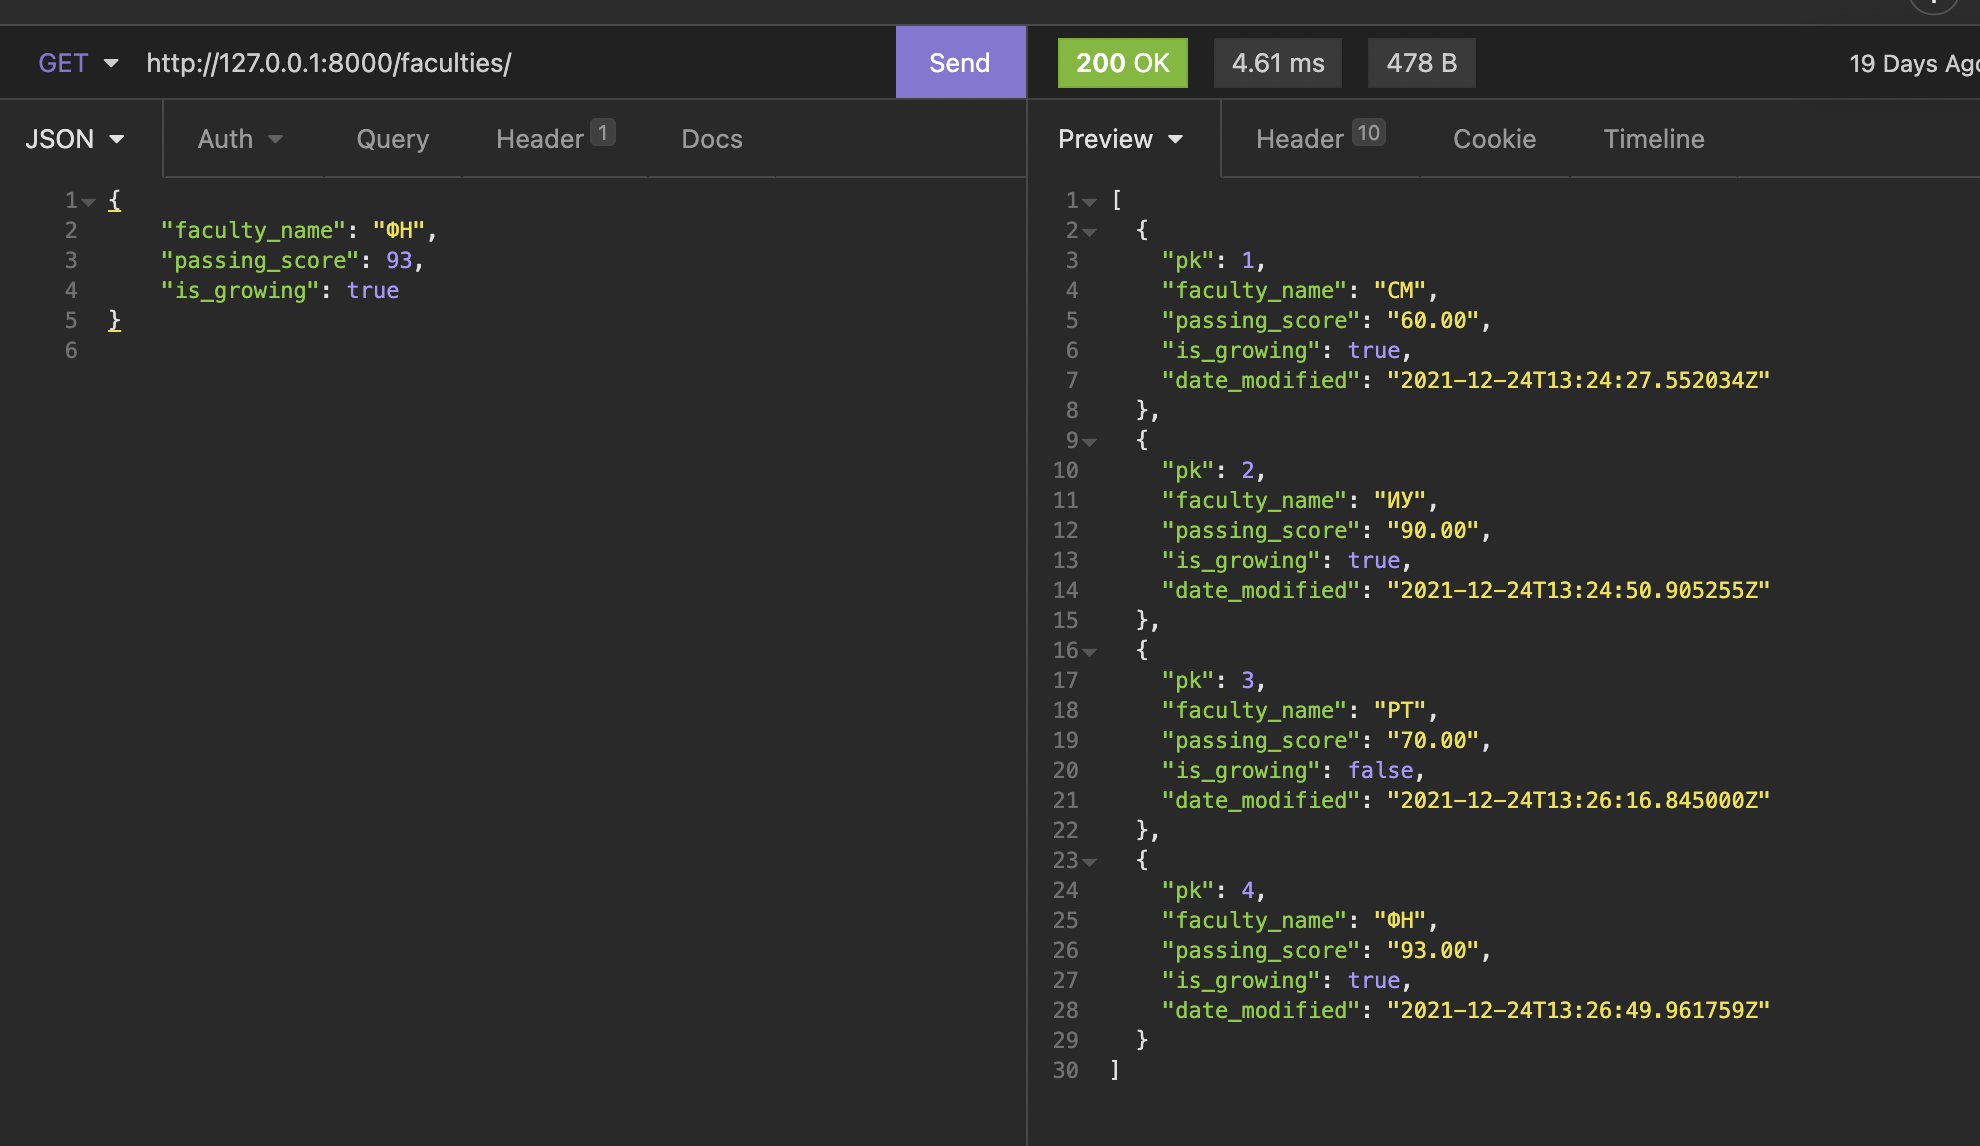 GET http://127.0.0.1:8000/faculties/ Send 200 OK 4.61 ms 478 B 19 Days Ago
JSON Auth Query Header 1 Docs
1 {
2 "faculty_name": "ФН",
3 "passing_score": 93,
4 "is_growing": true
5 }
6
Preview Header 10 Cookie Timeline
1 [
2 {
3 "pk": 1,
4 "faculty_name": "СМ",
5 "passing_score": "60.00",
6 "is_growing": true,
7 "date_modified": "2021-12-24T13:24:27.552034Z"
8 },
9 {
10 "pk": 2,
11 "faculty_name": "ИУ",
12 "passing_score": "90.00",
13 "is_growing": true,
14 "date_modified": "2021-12-24T13:24:50.905255Z"
15 },
16 {
17 "pk": 3,
18 "faculty_name": "РТ",
19 "passing_score": "70.00",
20 "is_growing": false,
21 "date_modified": "2021-12-24T13:26:16.845000Z"
22 },
23 {
24 "pk": 4,
25 "faculty_name": "ФН",
26 "passing_score": "93.00",
27 "is_growing": true,
28 "date_modified": "2021-12-24T13:26:49.961759Z"
29 }
30 ]